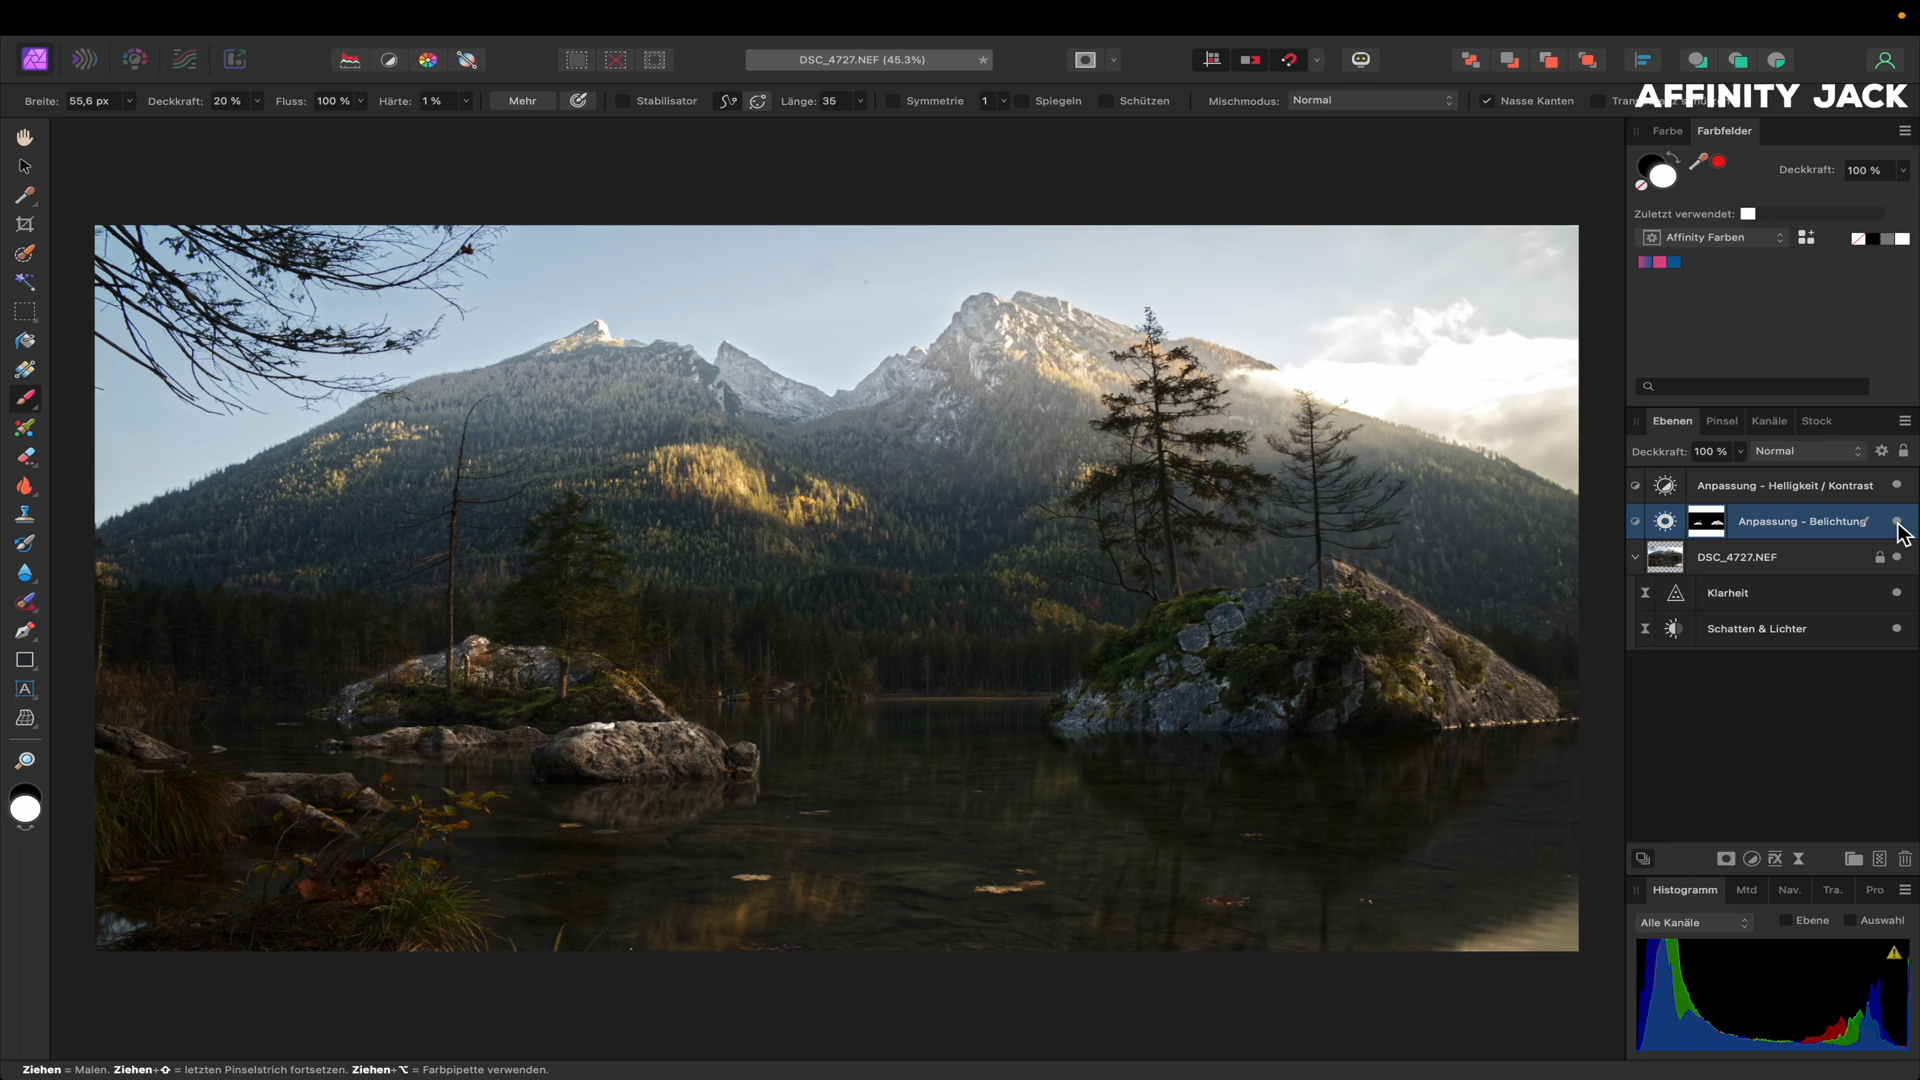 DSC_4727.NEF (45.3%)
Breite: 55,6 px Deckkraft: 20 % Fluss: 100 % Härte: 1 % Mehr Stabilisator Länge: 35 Symmetrie 1 Spiegeln Schützen Mischmodus: Normal Nasse Kanten
AFFINITY JACK
Farbe Farbfelder
Deckkraft: 100 %
Zuletzt verwendet:
Affinity Farben
Ebenen Pinsel Kanäle Stock
Deckkraft: 100 % Normal
Anpassung - Helligkeit / Kontrast
Anpassung - Belichtung
DSC_4727.NEF
Klarheit
Schatten & Lichter
Histogramm Mtd Nav. Tra. Pro
Alle Kanäle Ebene Auswahl
Ziehen = Malen. Ziehen+⇧ = letzten Pinselstrich fortsetzen. Ziehen+⌥ = Farbpipette verwenden.